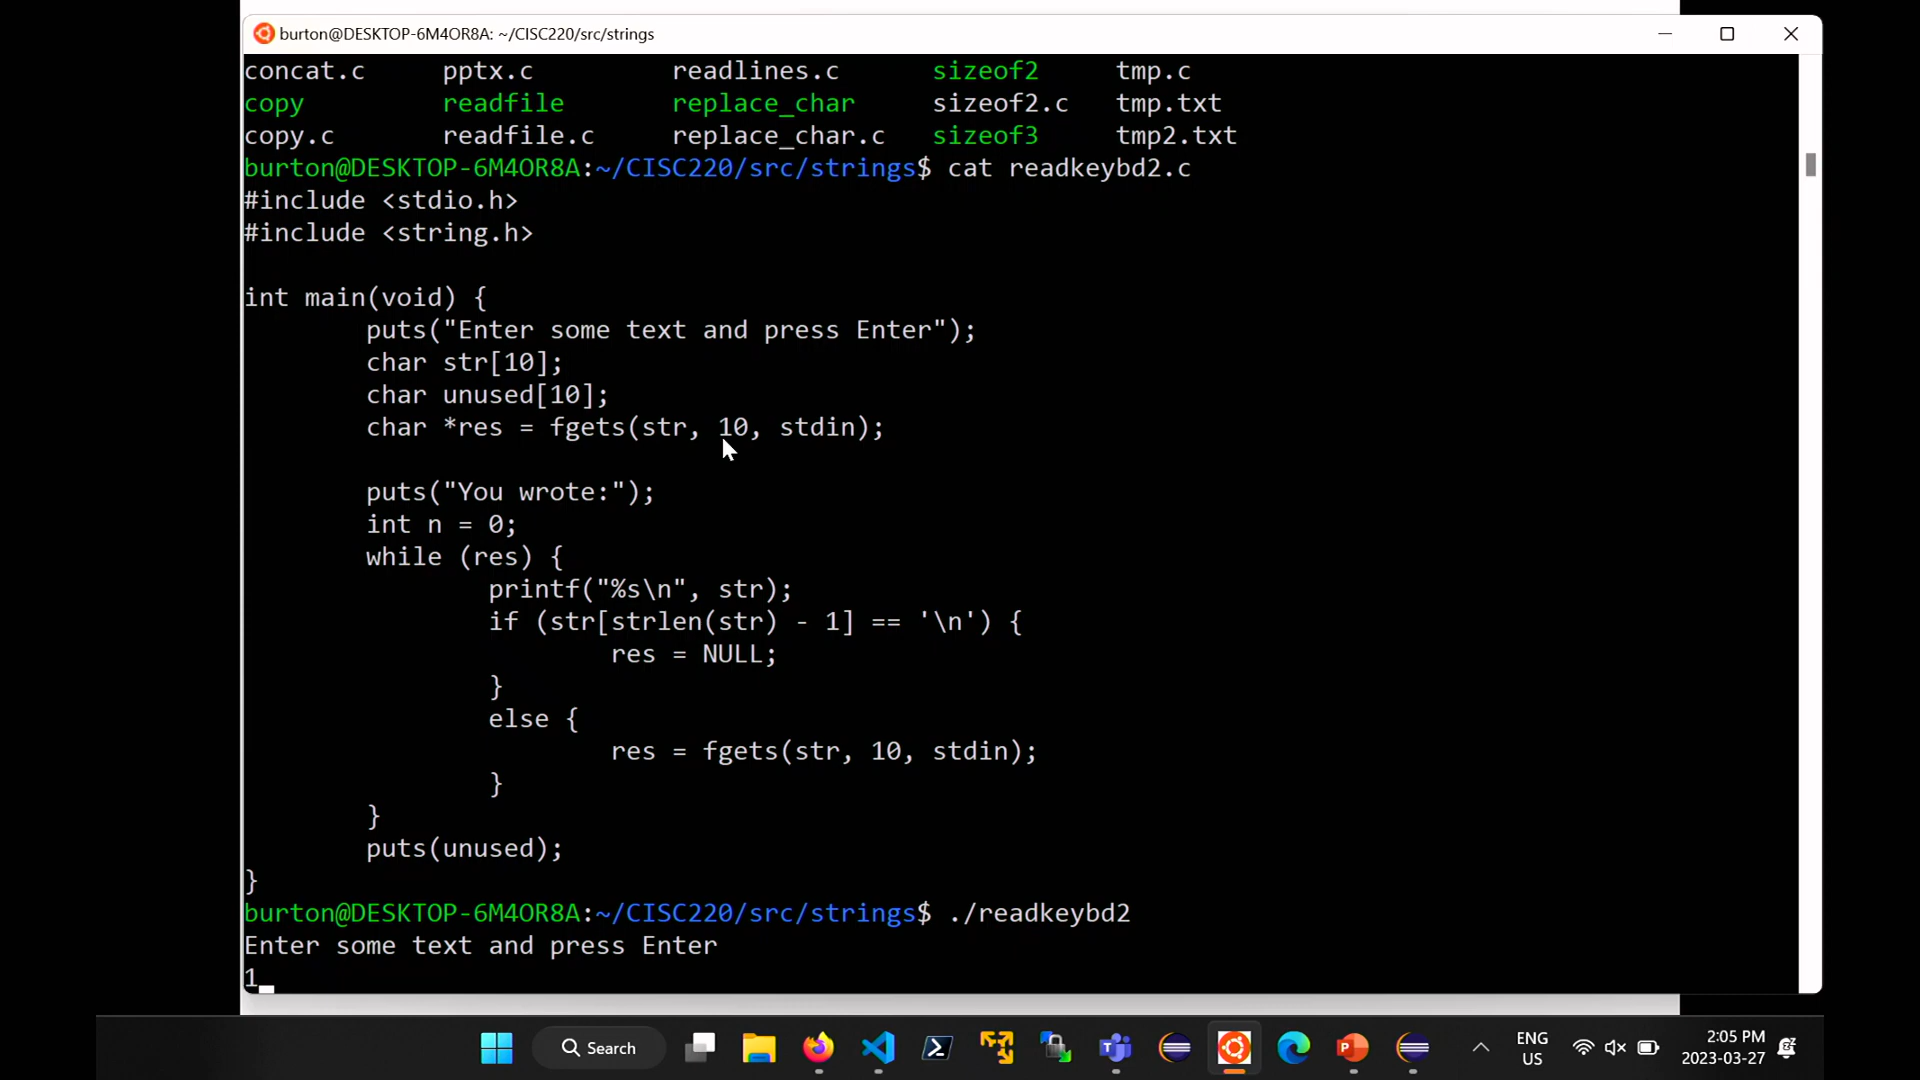 burton@DESKTOP-6M4OR8A: ~/CISC220/src/strings
concat.c pptx.c readlines.c sizeof2 tmp.c
copy readfile replace_char sizeof2.c tmp.txt
copy.c readfile.c replace_char.c sizeof3 tmp2.txt
burton@DESKTOP-6M4OR8A:~/CISC220/src/strings$ cat readkeybd2.c
#include <stdio.h>
#include <string.h>
int main(void) {
puts("Enter some text and press Enter");
char str[10];
char unused[10];
char *res = fgets(str, 10, stdin);
puts("You wrote:");
int n = 0;
while (res) {
printf("%s\n", str);
if (str[strlen(str) - 1] == '\n') {
res = NULL;
}
else {
res = fgets(str, 10, stdin);
}
}
puts(unused);
}
burton@DESKTOP-6M4OR8A:~/CISC220/src/strings$ ./readkeybd2
Enter some text and press Enter
1
Search
ENG
US
2:05 PM
2023-03-27